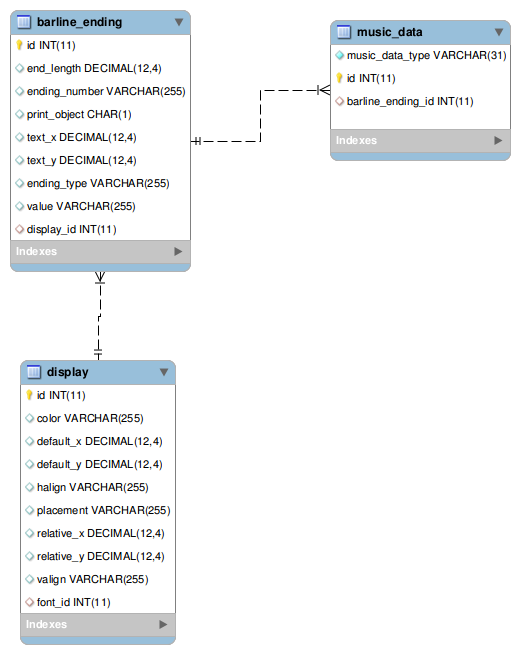 barline_ending
id INT(11)
end_length DECIMAL(12,4)
ending_number VARCHAR(255)
print_object CHAR(1)
text_x DECIMAL(12,4)
text_y DECIMAL(12,4)
ending_type VARCHAR(255)
value VARCHAR(255)
display_id INT(11)
Indexes
music_data
music_data_type VARCHAR(31)
id INT(11)
barline_ending_id INT(11)
Indexes
display
id INT(11)
color VARCHAR(255)
default_x DECIMAL(12,4)
default_y DECIMAL(12,4)
halign VARCHAR(255)
placement VARCHAR(255)
relative_x DECIMAL(12,4)
relative_y DECIMAL(12,4)
valign VARCHAR(255)
font_id INT(11)
Indexes